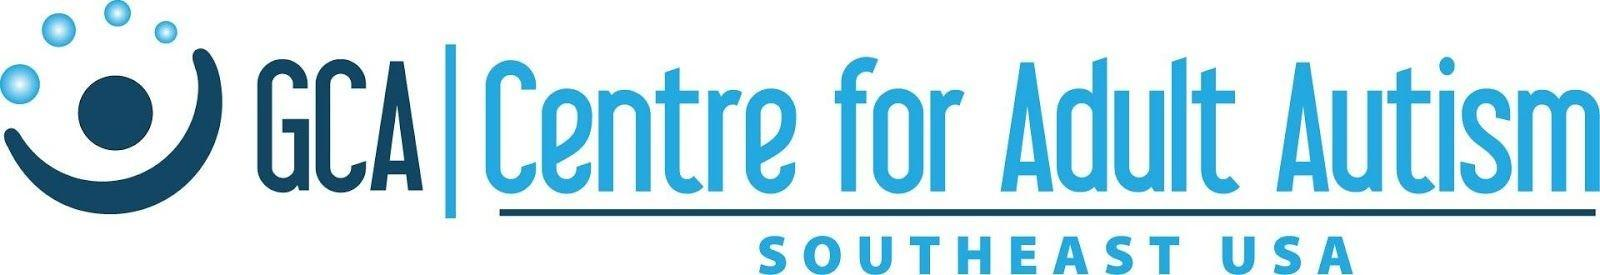 GCA | Centre for Adult Autism
SOUTHEAST USA